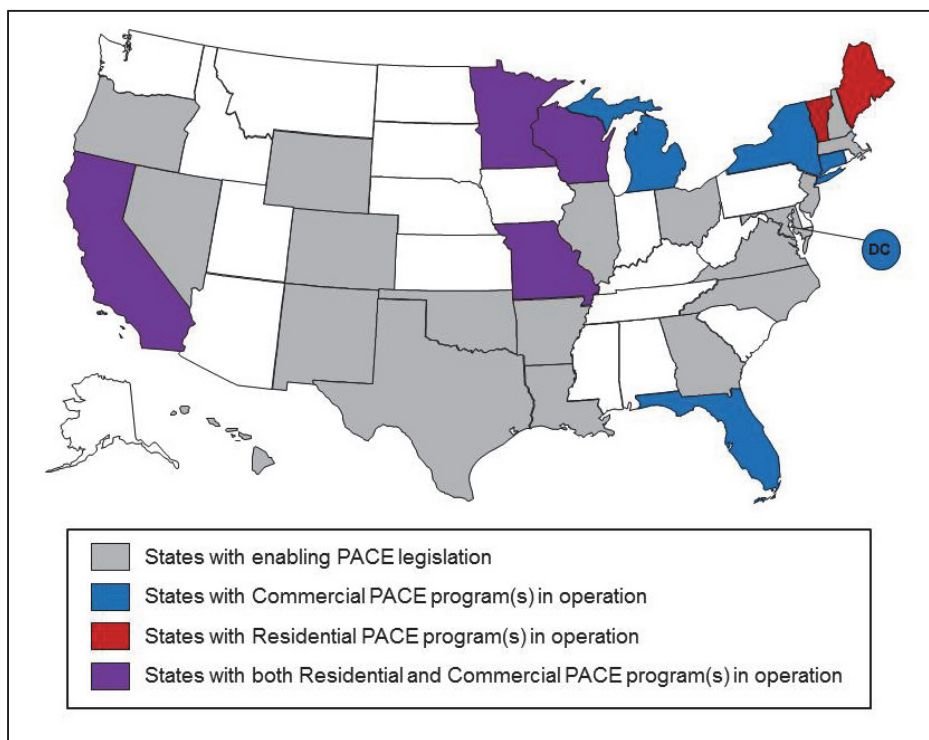 DC
States with enabling PACE legislation
States with Commercial PACE program(s) in operation
States with Residential PACE program(s) in operation
States with both Residential and Commercial PACE program(s) in operation